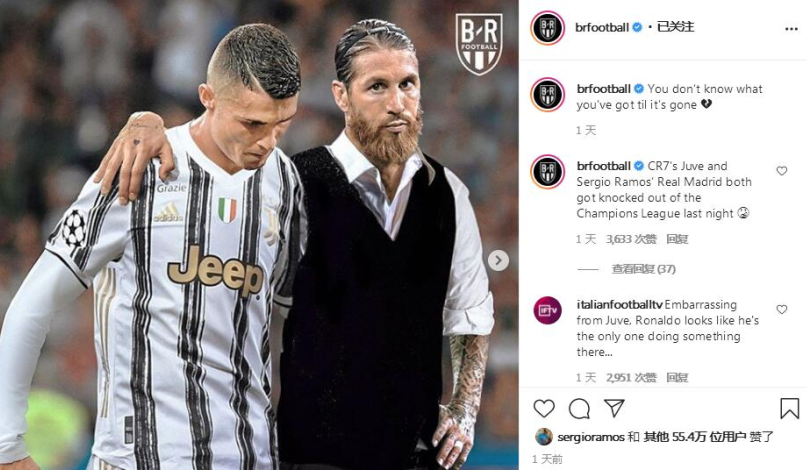 B R
FOOTBALL
Grazie
adidas
Jeep
brfootball · 已关注
brfootball You don't know what
you've got til it's gone 💔
1 天
brfootball CR7's Juve and
Sergio Ramos' Real Madrid both
got knocked out of the
Champions League last night 😪
1 天 3,633 次赞 回复
查看回复 (37)
italianfootballtv Embarrassing
from Juve. Ronaldo looks like he's
the only one doing something
there...
1 天 2,951 次赞 回复
sergioramos 和 其他 55.4万 位用户 赞了
1 天前